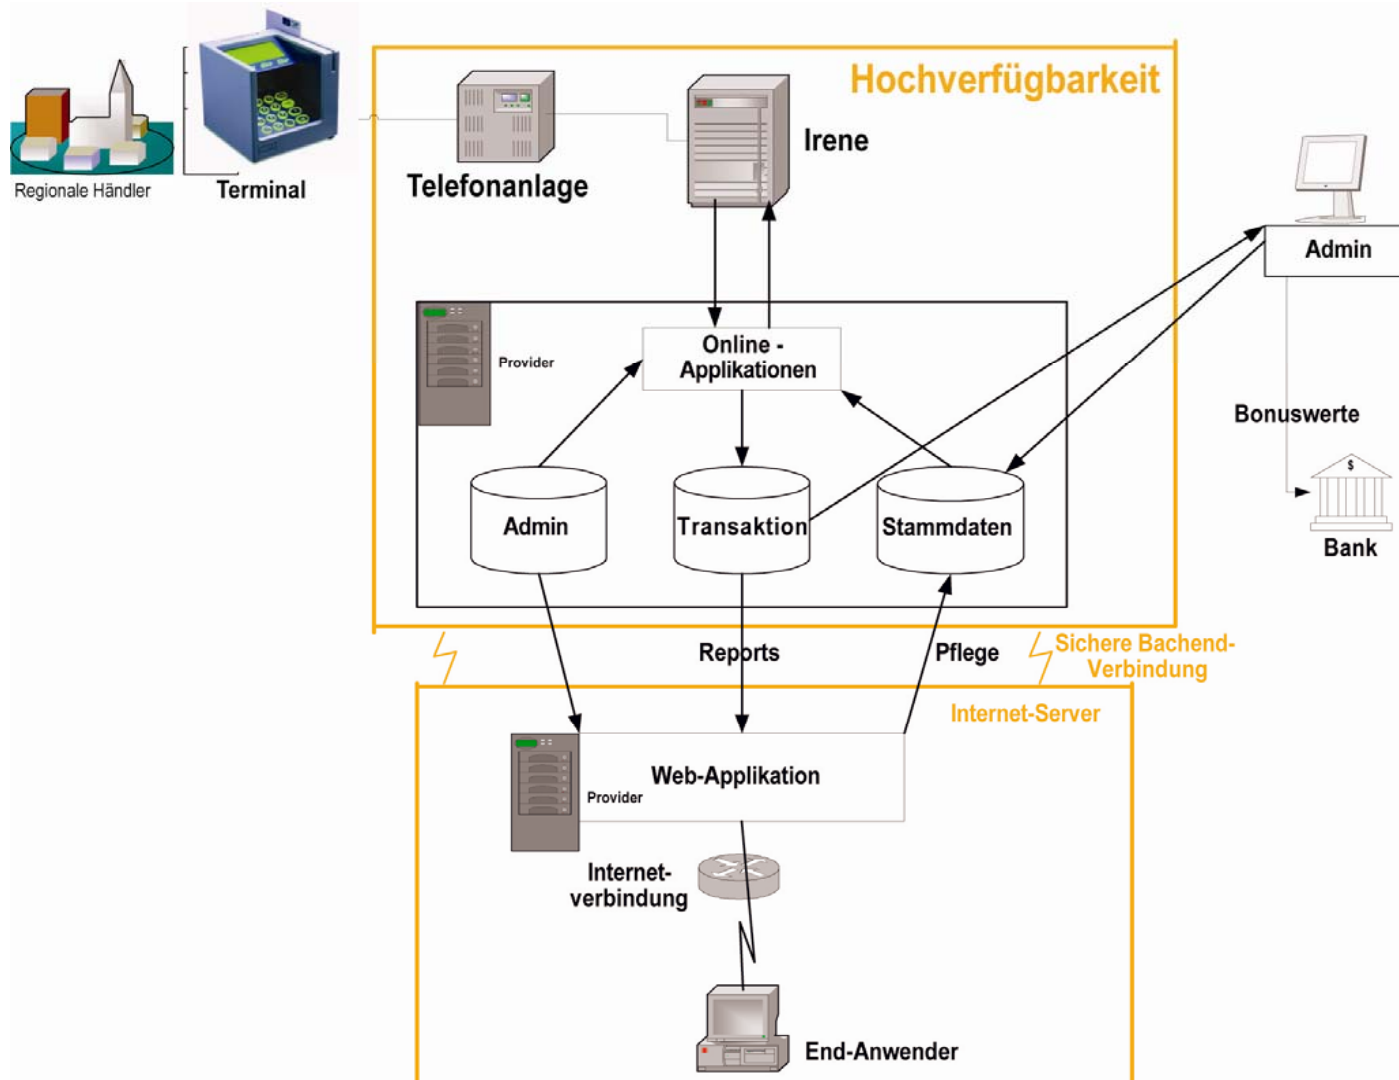 Hochverfügbarkeit
Irene
Telefonanlage
Regionale Händler
Terminal
Admin
Online -
Applikationen
Provider
Bonuswerte
$
Bank
Admin
Transaktion
Stammdaten
Reports
Pflege
Sichere Bachend-
Verbindung
Internet-Server
Web-Applikation
Provider
Internet-
verbindung
End-Anwender